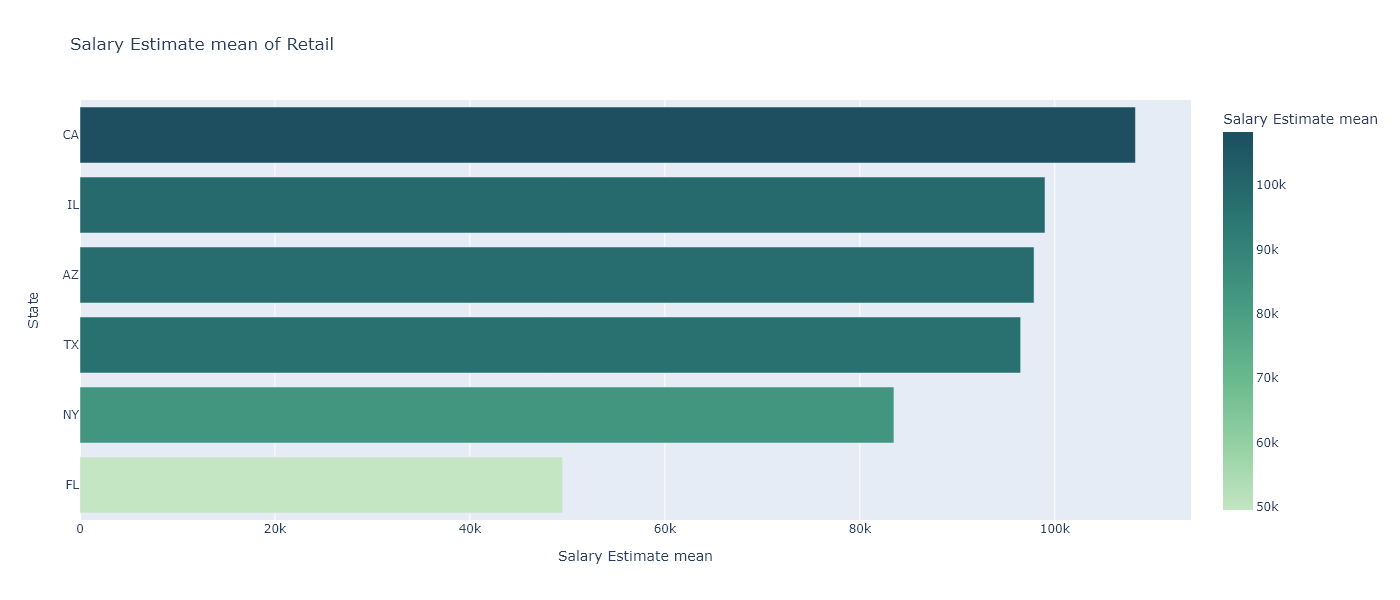 Salary Estimate mean of Retail
State
CA
IL
AZ
TX
NY
FL
0 20k 40k 60k 80k 100k
Salary Estimate mean
Salary Estimate mean
100k
90k
80k
70k
60k
50k